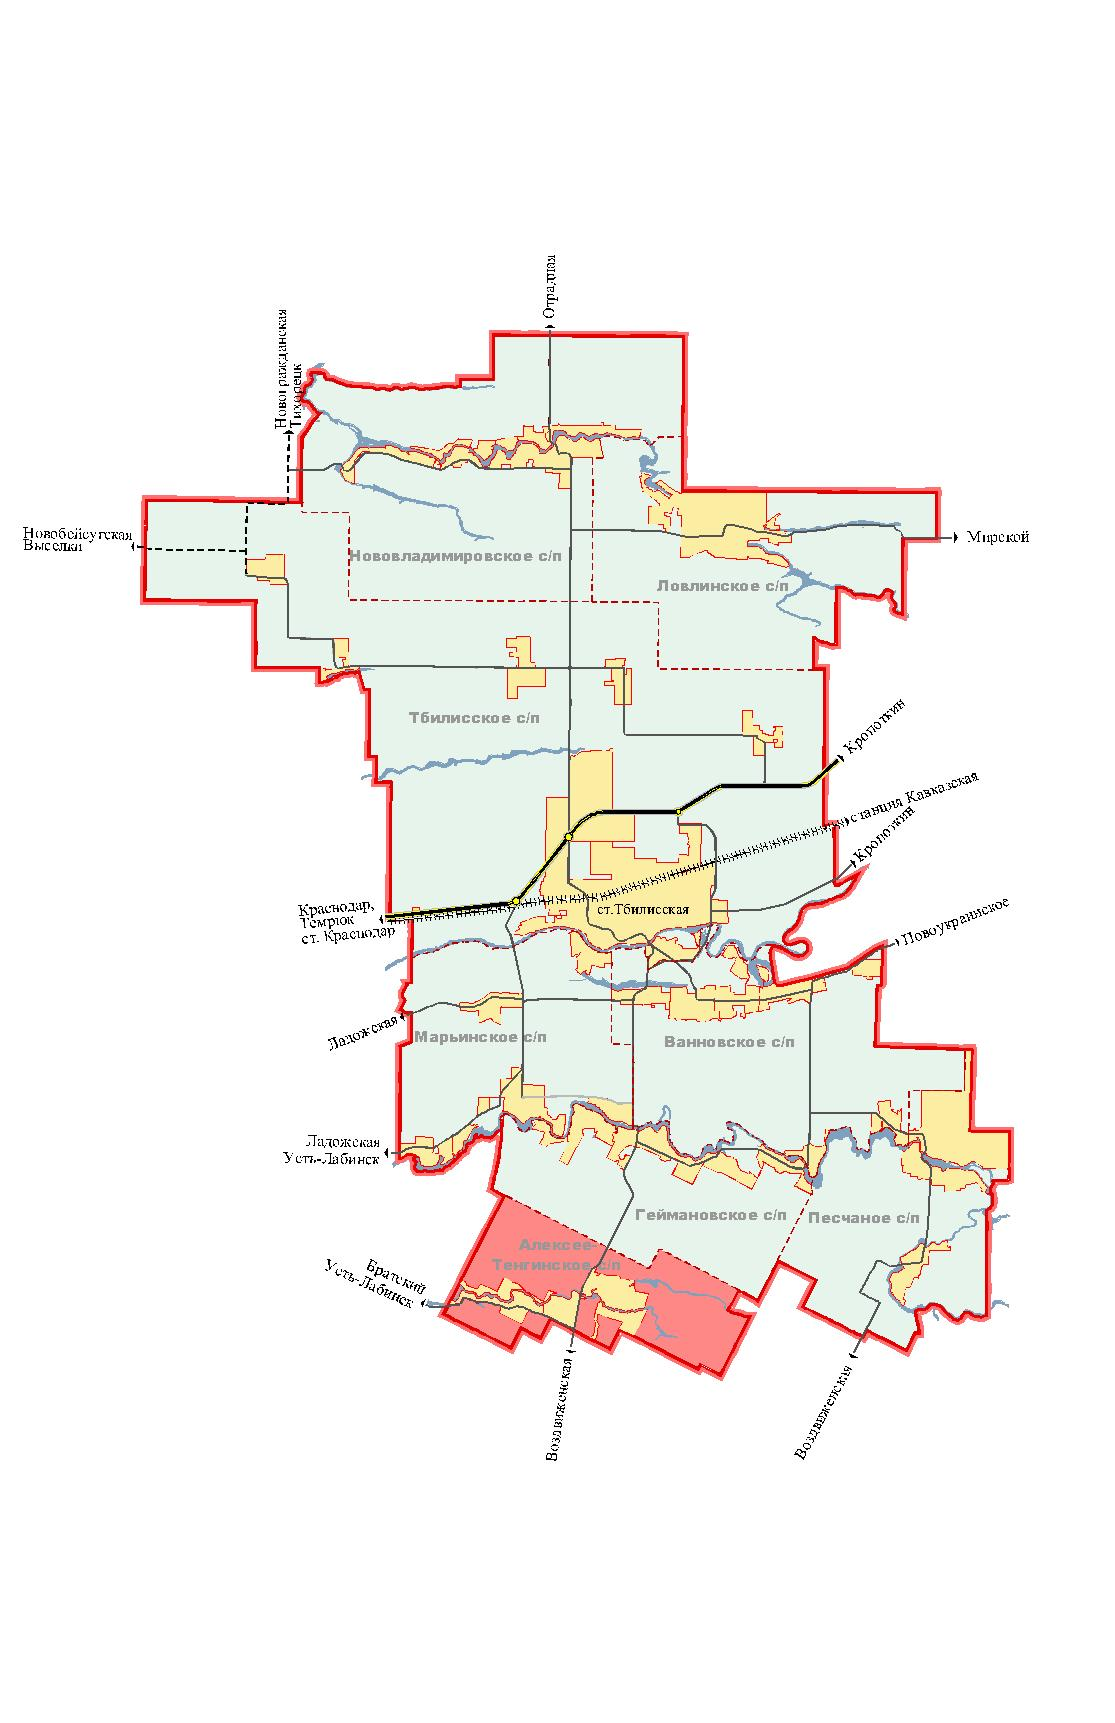 Отрадная
Новогражданская
Тихорецк
Новобейсугская
Выселки
Мирской
Нововладимировское с/п
Ловлинское с/п
Тбилисское с/п
Кропоткин
станция Кавказская
Кропоткин
Краснодар,
Темрюк
ст. Краснодар
ст.Тбилисская
Новоукраинское
Ладожская
Марьинское с/п
Ванновское с/п
Ладожская
Усть-Лабинск
Геймановское с/п
Песчаное с/п
Алексее-
Тенгинское с/п
Братский
Усть-Лабинск
Воздвиженская
Воздвиженская